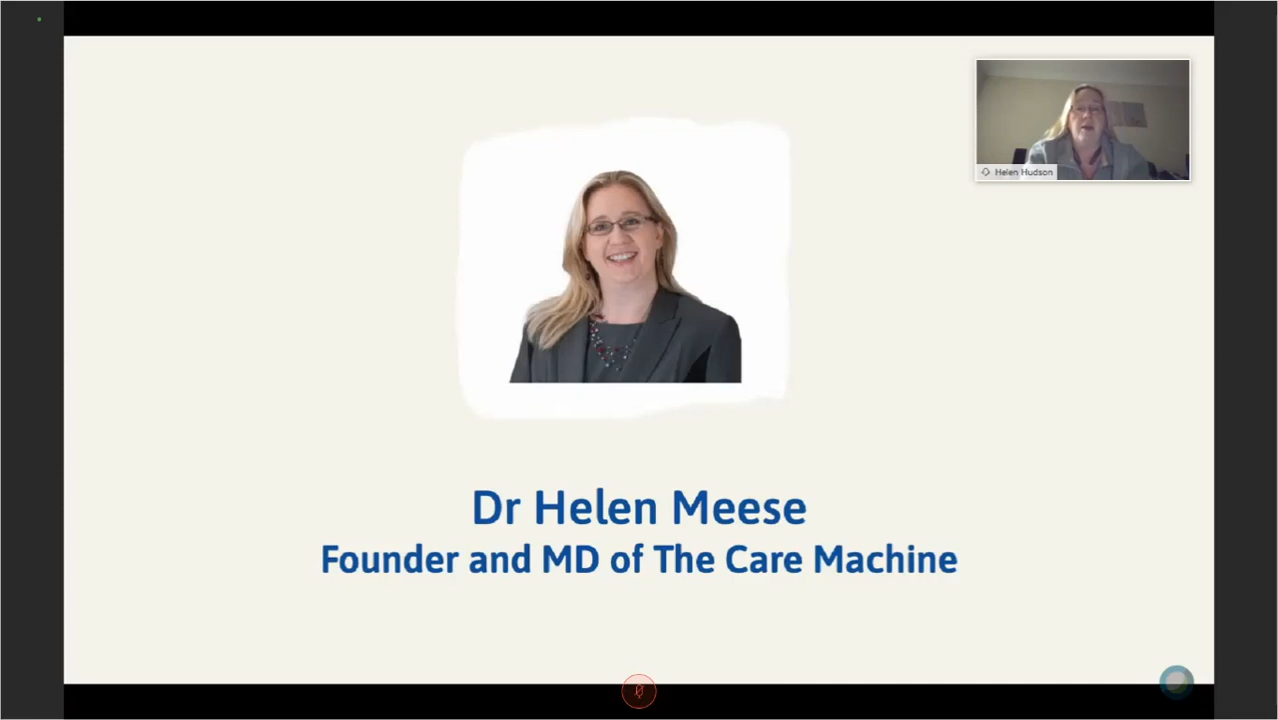 Helen Hudson
Dr Helen Meese
Founder and MD of The Care Machine